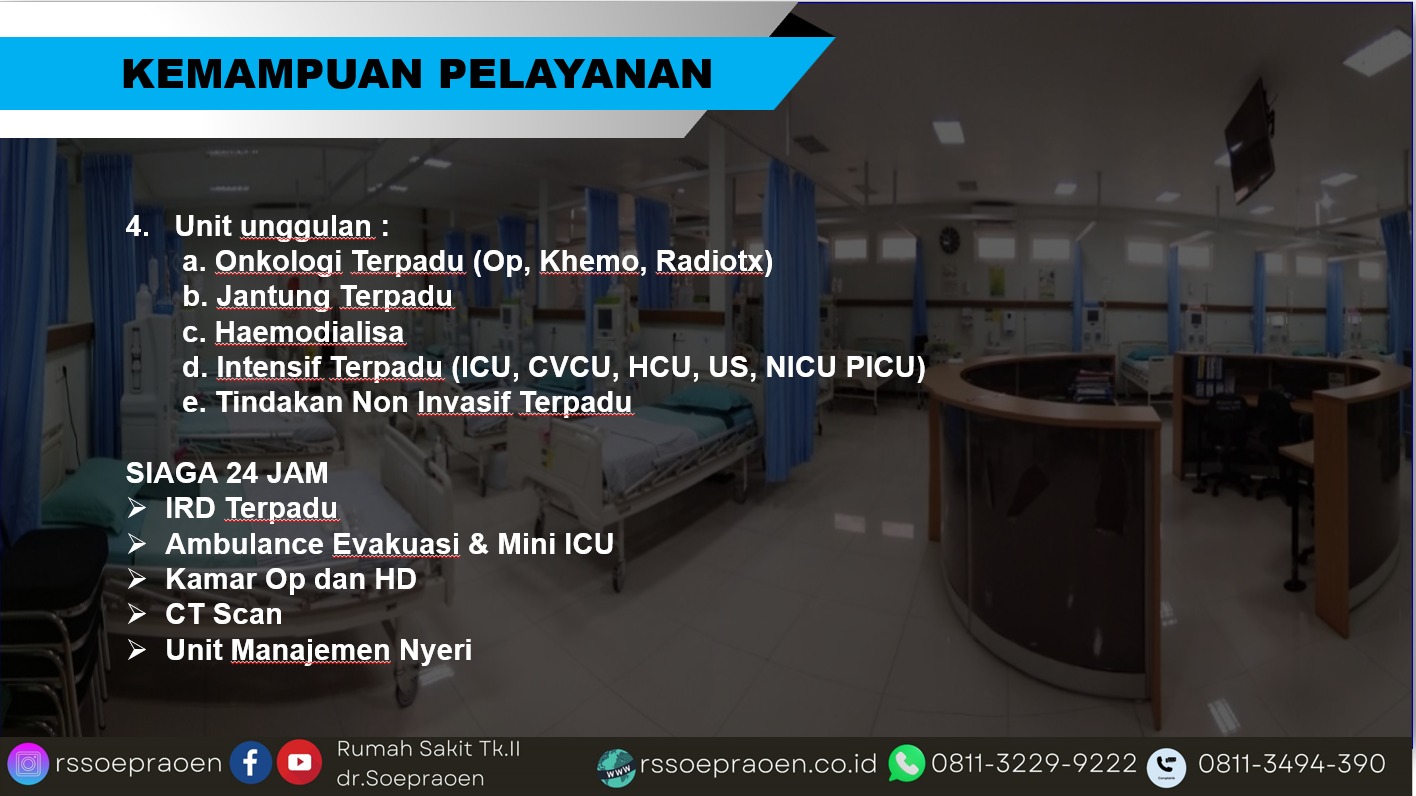 KEMAMPUAN PELAYANAN
4. Unit unggulan :
a. Onkologi Terpadu (Op, Khemo, Radiotx)
b. Jantung Terpadu
c. Haemodialisa
d. Intensif Terpadu (ICU, CVCU, HCU, US, NICU PICU)
e. Tindakan Non Invasif Terpadu
SIAGA 24 JAM
➢ IRD Terpadu
➢ Ambulance Evakuasi & Mini ICU
➢ Kamar Op dan HD
➢ CT Scan
➢ Unit Manajemen Nyeri
rssoepraoen
Rumah Sakit Tk.II
dr.Soepraoen
www
rssoepraoen.co.id
0811-3229-9222
0811-3494-390